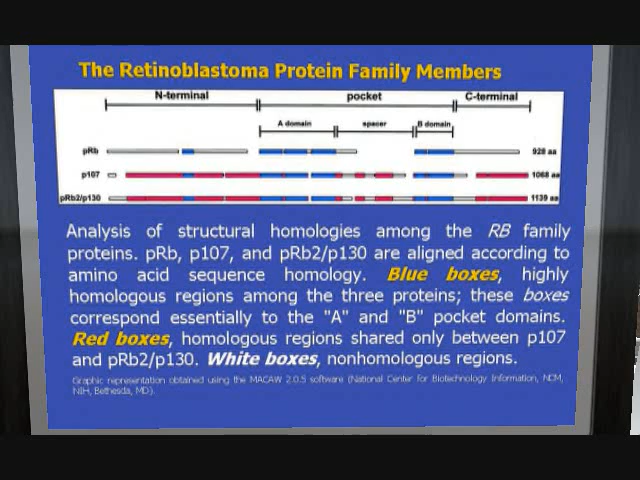 The Retinoblastoma Protein Family Members
N-terminal pocket C-terminal
A domain spacer B domain
pRb 928 aa
p107 1068 aa
pRb2/p130 1139 aa
Analysis of structural homologies among the RB family
proteins. pRb, p107, and pRb2/p130 are aligned according to
amino acid sequence homology. Blue boxes, highly
homologous regions among the three proteins; these boxes
correspond essentially to the "A" and "B" pocket domains.
Red boxes, homologous regions shared only between p107
and pRb2/p130. White boxes, nonhomologous regions.
Graphic representation obtained using the MACAW 2.0.5 software (National Center for Biotechnology Information, NCM,
NIH, Bethesda, MD).